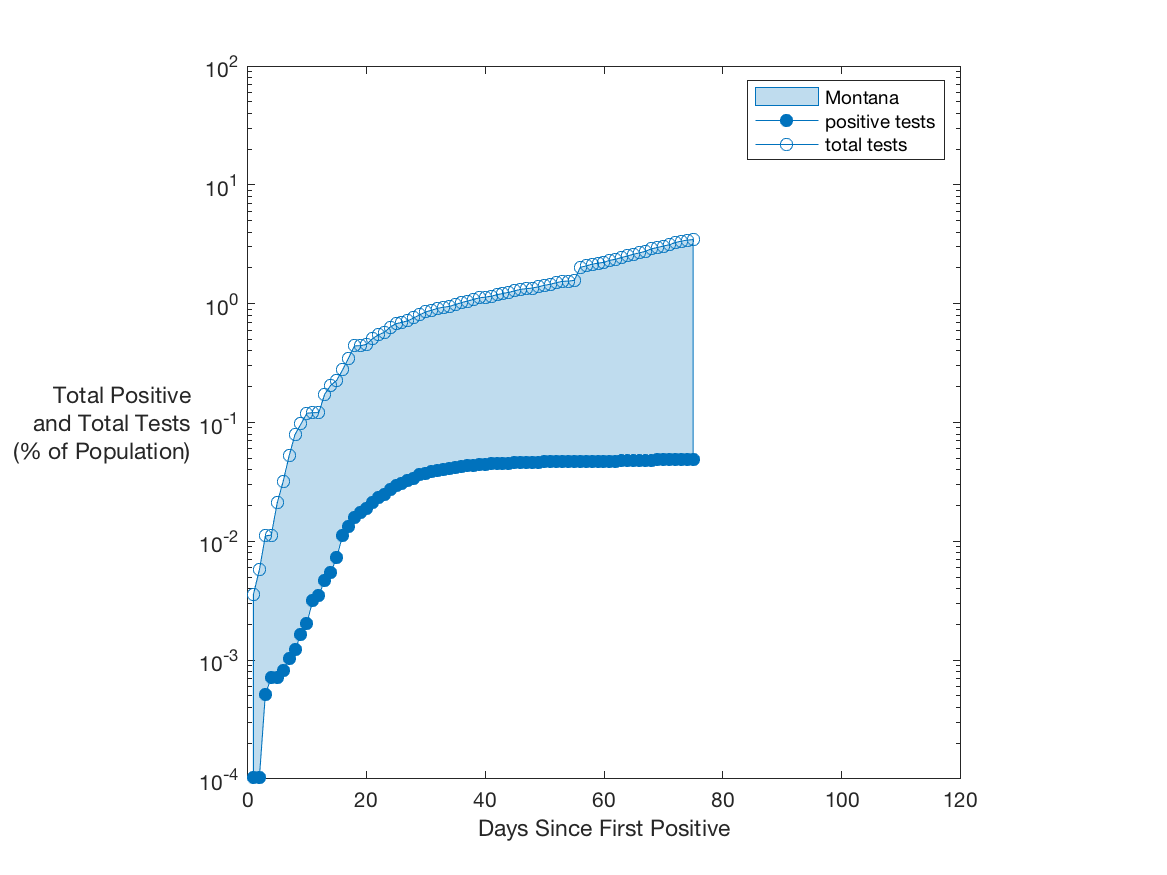 10^2
10^1
10^0
10^-1
10^-2
10^-3
10^-4
Total Positive
and Total Tests
(% of Population)
Montana
positive tests
total tests
0 20 40 60 80 100 120
Days Since First Positive